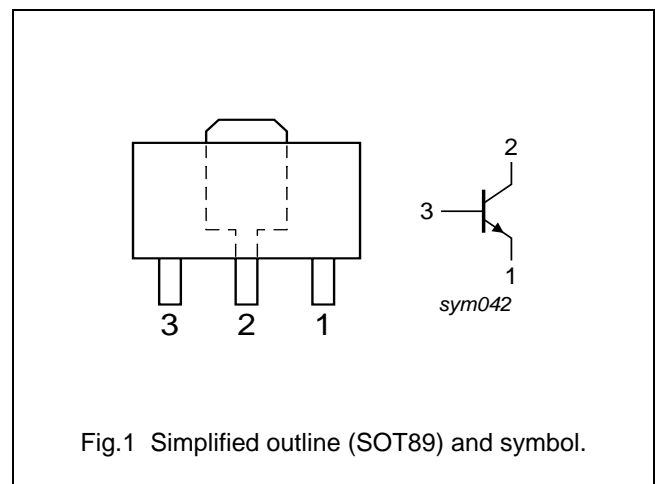 2
3
1
sym042
3 2 1
Fig.1 Simplified outline (SOT89) and symbol.